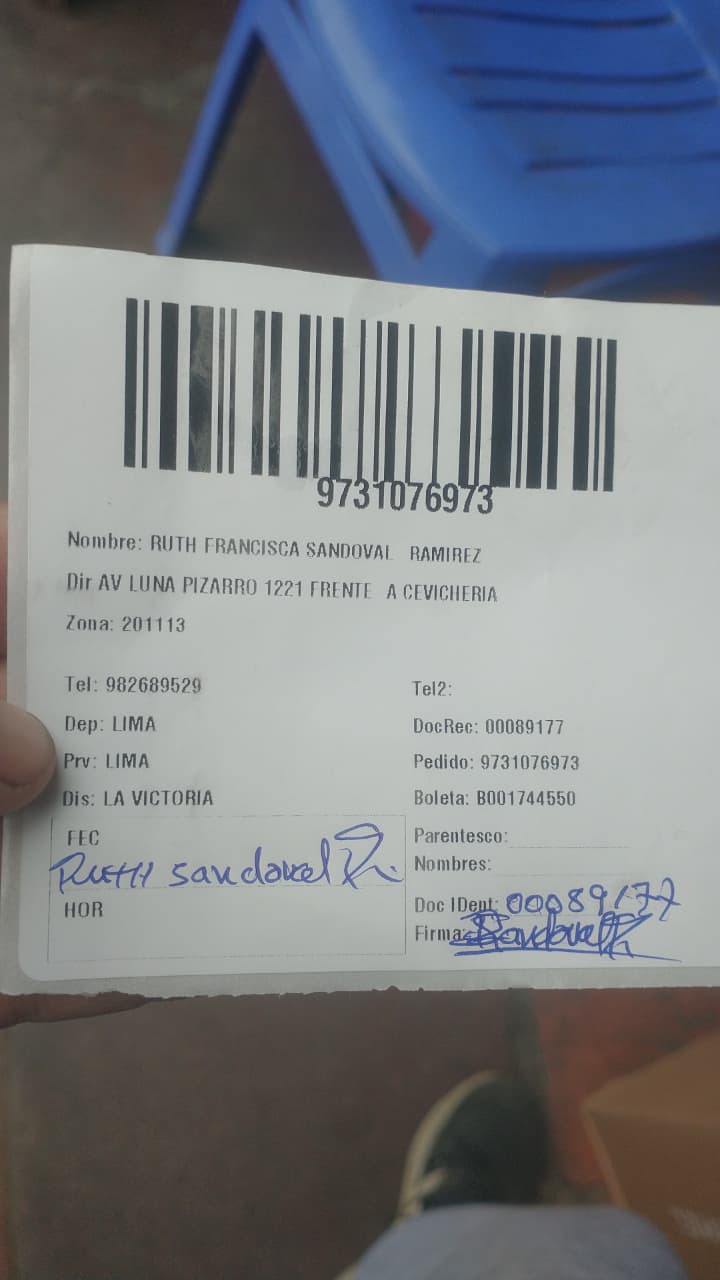 9731076973
Nombre: RUTH FRANCISCA SANDOVAL RAMIREZ
Dir AV LUNA PIZARRO 1221 FRENTE A CEVICHERIA
Zona: 201113
Tel: 982689529
Tel2:
Dep: LIMA
DocRec: 00089177
Prv: LIMA
Pedido: 9731076973
Dis: LA VICTORIA
Boleta: B001744550
FEC
Parentesco:
Ruth Sandoval R.
Nombres:
HOR
Doc IDent: 00089177
Firma: Sandoval R